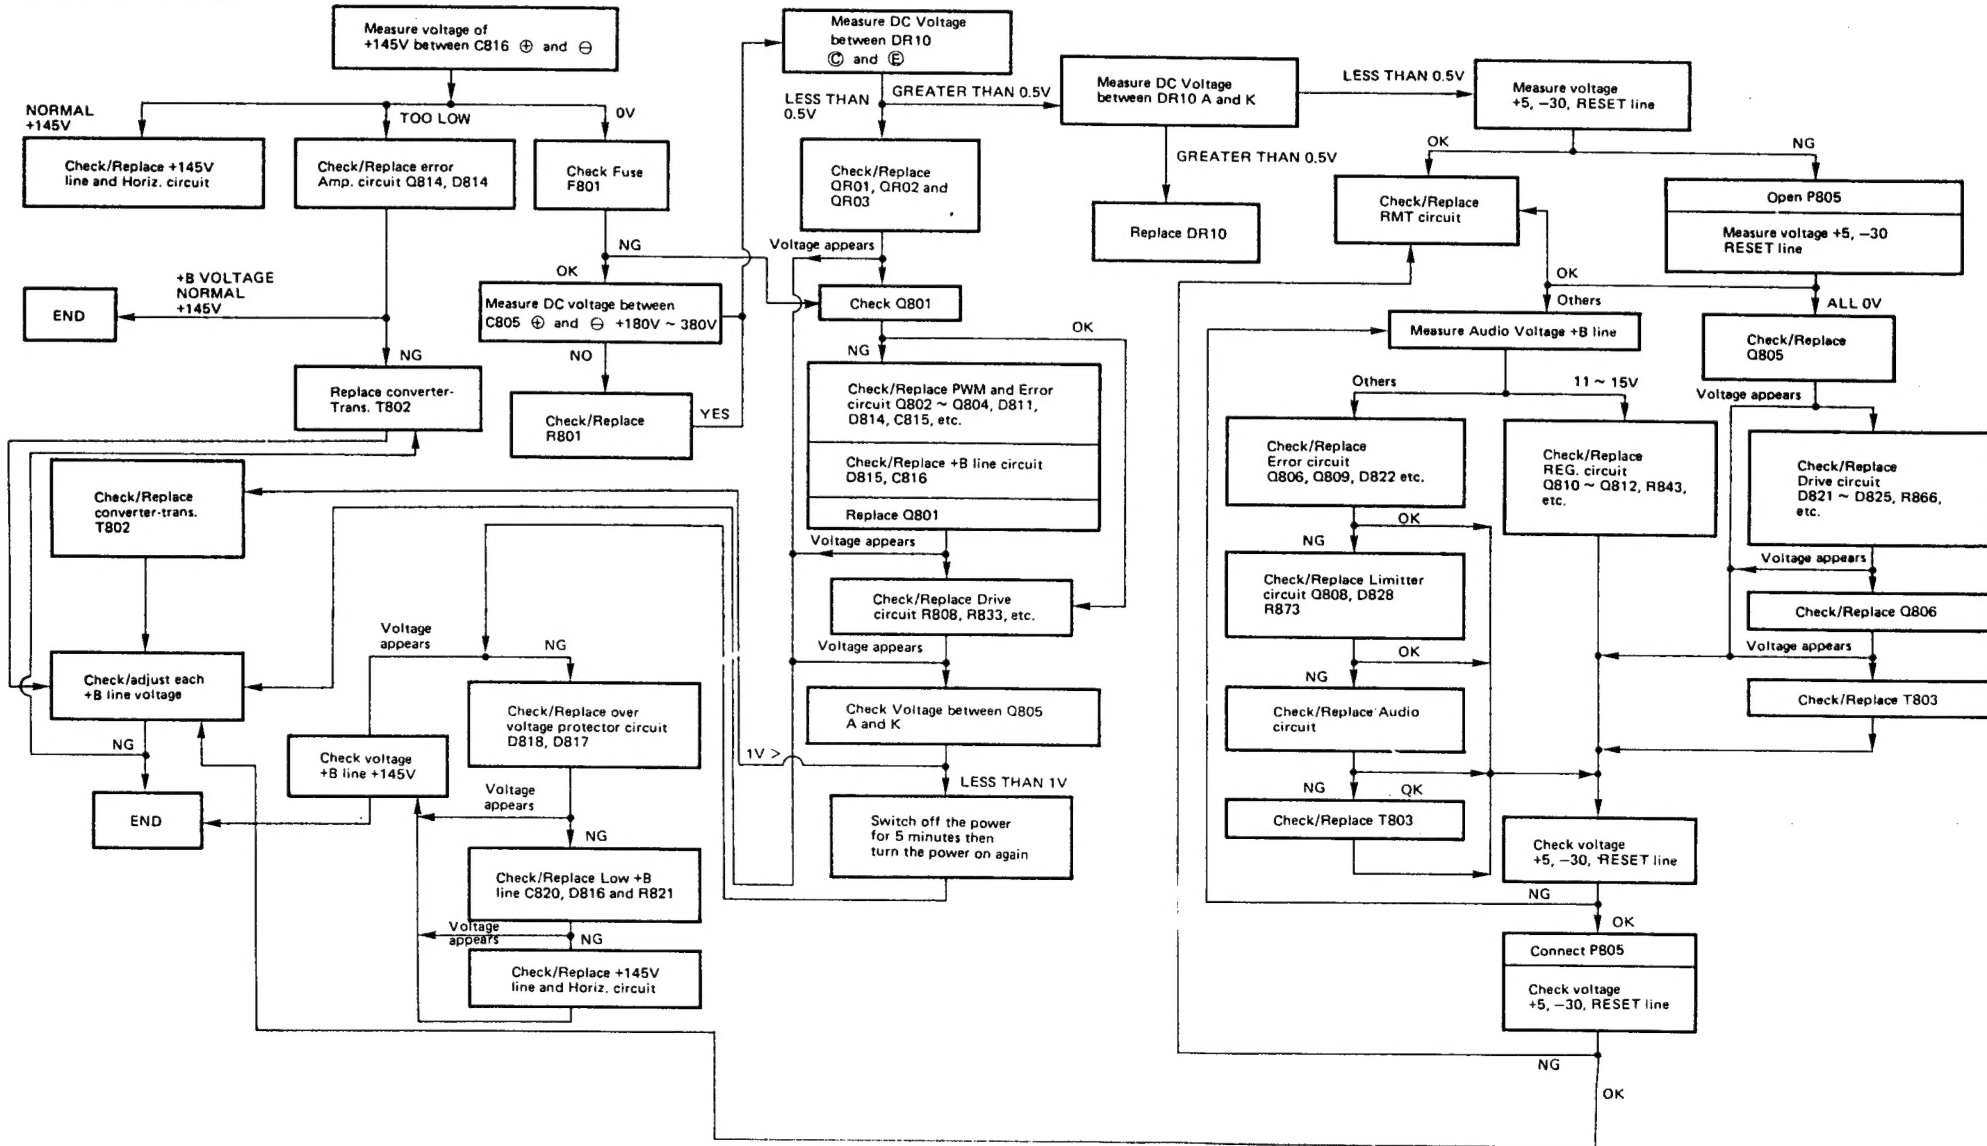 Measure voltage of
+145V between C816 ⊕ and ⊖
NORMAL
+145V
TOO LOW
0V
Check/Replace +145V
line and Horiz. circuit
Check/Replace error
Amp. circuit Q814, D814
Check Fuse
F801
+B VOLTAGE
NORMAL
+145V
END
NG
Replace converter-
Trans. T802
NG
OK
Measure DC voltage between
C805 ⊕ and ⊖ +180V ~ 380V
NO
Check/Replace
R801
YES
Check/Replace
converter-trans.
T802
Check/adjust each
+B line voltage
NG
END
Voltage
appears
NG
Check voltage
+B line +145V
Check/Replace over
voltage protector circuit
D818, D817
Voltage
appears
NG
Check/Replace Low +B
line C820, D816 and R821
Voltage
appears
NG
Check/Replace +145V
line and Horiz. circuit
Measure DC Voltage
between DR10
Ⓒ and Ⓔ
LESS THAN
0.5V
GREATER THAN 0.5V
Check/Replace
QR01, QR02 and
QR03
Voltage appears
Check Q801
OK
NG
Check/Replace PWM and Error
circuit Q802 ~ Q804, D811,
D814, C815, etc.
Check/Replace +B line circuit
D815, C816
Replace Q801
Voltage appears
Check/Replace Drive
circuit R808, R833, etc.
Voltage appears
Check Voltage between Q805
A and K
1V >
LESS THAN 1V
Switch off the power
for 5 minutes then
turn the power on again
Measure DC Voltage
between DR10 A and K
LESS THAN 0.5V
GREATER THAN 0.5V
Replace DR10
Measure voltage
+5, −30, RESET line
OK
NG
Check/Replace
RMT circuit
Open P805
Measure voltage +5, −30
RESET line
OK
Others
ALL 0V
Measure Audio Voltage +B line
Check/Replace
Q805
Others
11 ~ 15V
Voltage appears
Check/Replace
Error circuit
Q806, Q809, D822 etc.
Check/Replace
REG. circuit
Q810 ~ Q812, R843,
etc.
Check/Replace
Drive circuit
D821 ~ D825, R866,
etc.
OK
NG
Voltage appears
Check/Replace Limitter
circuit Q808, D828
R873
Check/Replace Q806
OK
NG
Voltage appears
Check/Replace Audio
circuit
Check/Replace T803
NG
OK
Check/Replace T803
Check voltage
+5, −30, RESET line
NG
OK
Connect P805
Check voltage
+5, −30, RESET line
NG
OK